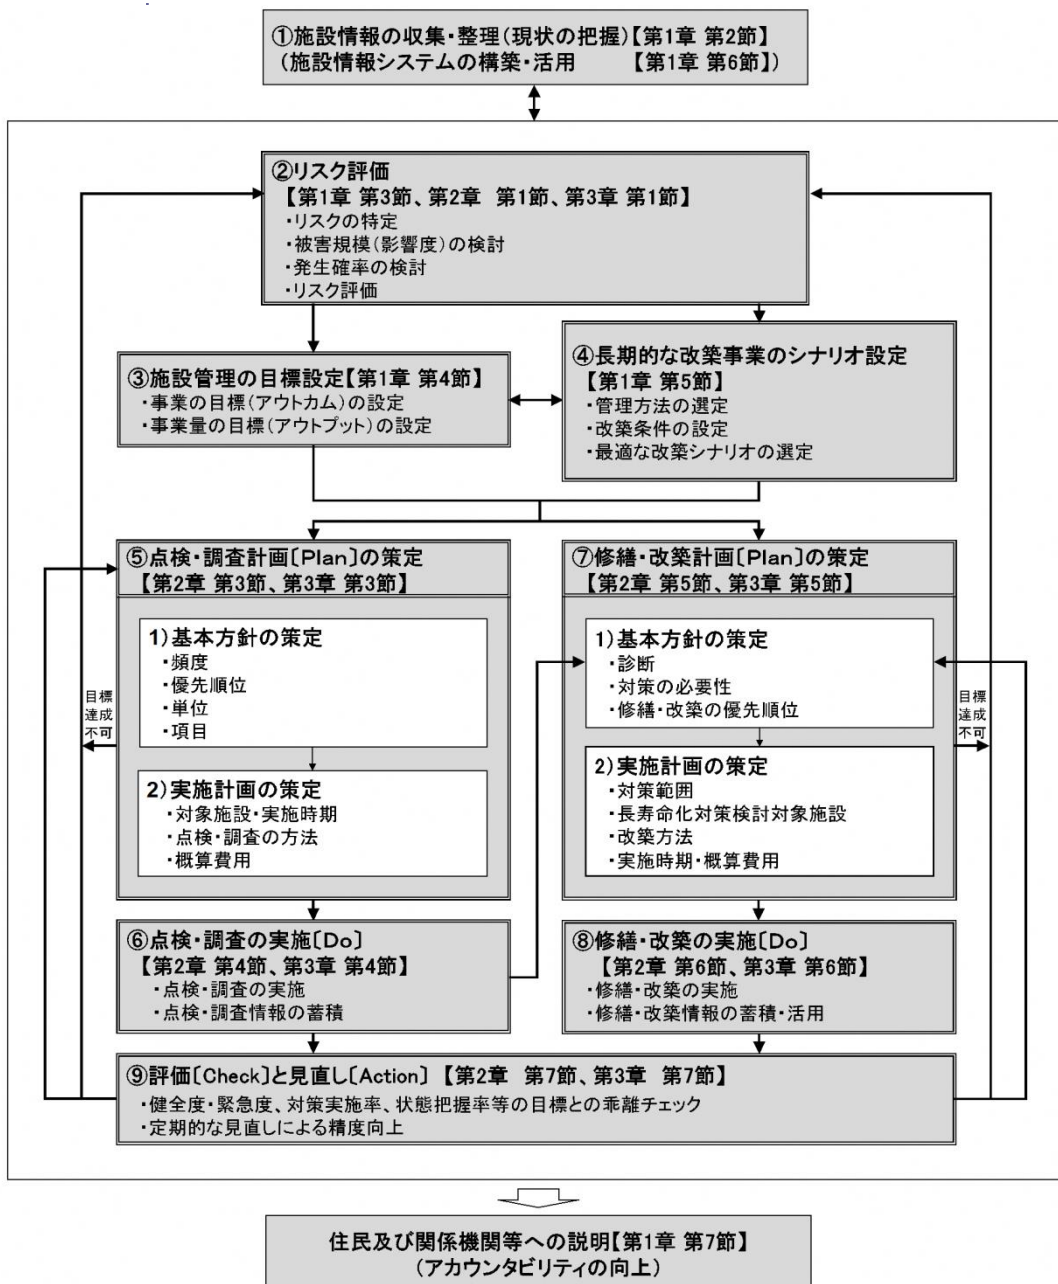 ①施設情報の収集・整理(現状の把握)【第1章 第2節】
(施設情報システムの構築・活用 【第1章 第6節】)
②リスク評価
【第1章 第3節、第2章 第1節、第3章 第1節】
・リスクの特定
・被害規模(影響度)の検討
・発生確率の検討
・リスク評価
③施設管理の目標設定【第1章 第4節】
・事業の目標(アウトカム)の設定
・事業量の目標(アウトプット)の設定
④長期的な改築事業のシナリオ設定
【第1章 第5節】
・管理方法の選定
・改築条件の設定
・最適な改築シナリオの選定
⑤点検・調査計画〔Plan〕の策定
【第2章 第3節、第3章 第3節】
1)基本方針の策定
・頻度
・優先順位
・単位
・項目
目標
達成
不可
2)実施計画の策定
・対象施設・実施時期
・点検・調査の方法
・概算費用
⑦修繕・改築計画〔Plan〕の策定
【第2章 第5節、第3章 第5節】
1)基本方針の策定
・診断
・対策の必要性
・修繕・改築の優先順位
目標
達成
不可
2)実施計画の策定
・対策範囲
・長寿命化対策検討対象施設
・改築方法
・実施時期・概算費用
⑥点検・調査の実施〔Do〕
【第2章 第4節、第3章 第4節】
・点検・調査の実施
・点検・調査情報の蓄積
⑧修繕・改築の実施〔Do〕
【第2章 第6節、第3章 第6節】
・修繕・改築の実施
・修繕・改築情報の蓄積・活用
⑨評価〔Check〕と見直し〔Action〕 【第2章 第7節、第3章 第7節】
・健全度・緊急度、対策実施率、状態把握率等の目標との乖離チェック
・定期的な見直しによる精度向上
住民及び関係機関等への説明【第1章 第7節】
(アカウンタビリティの向上)